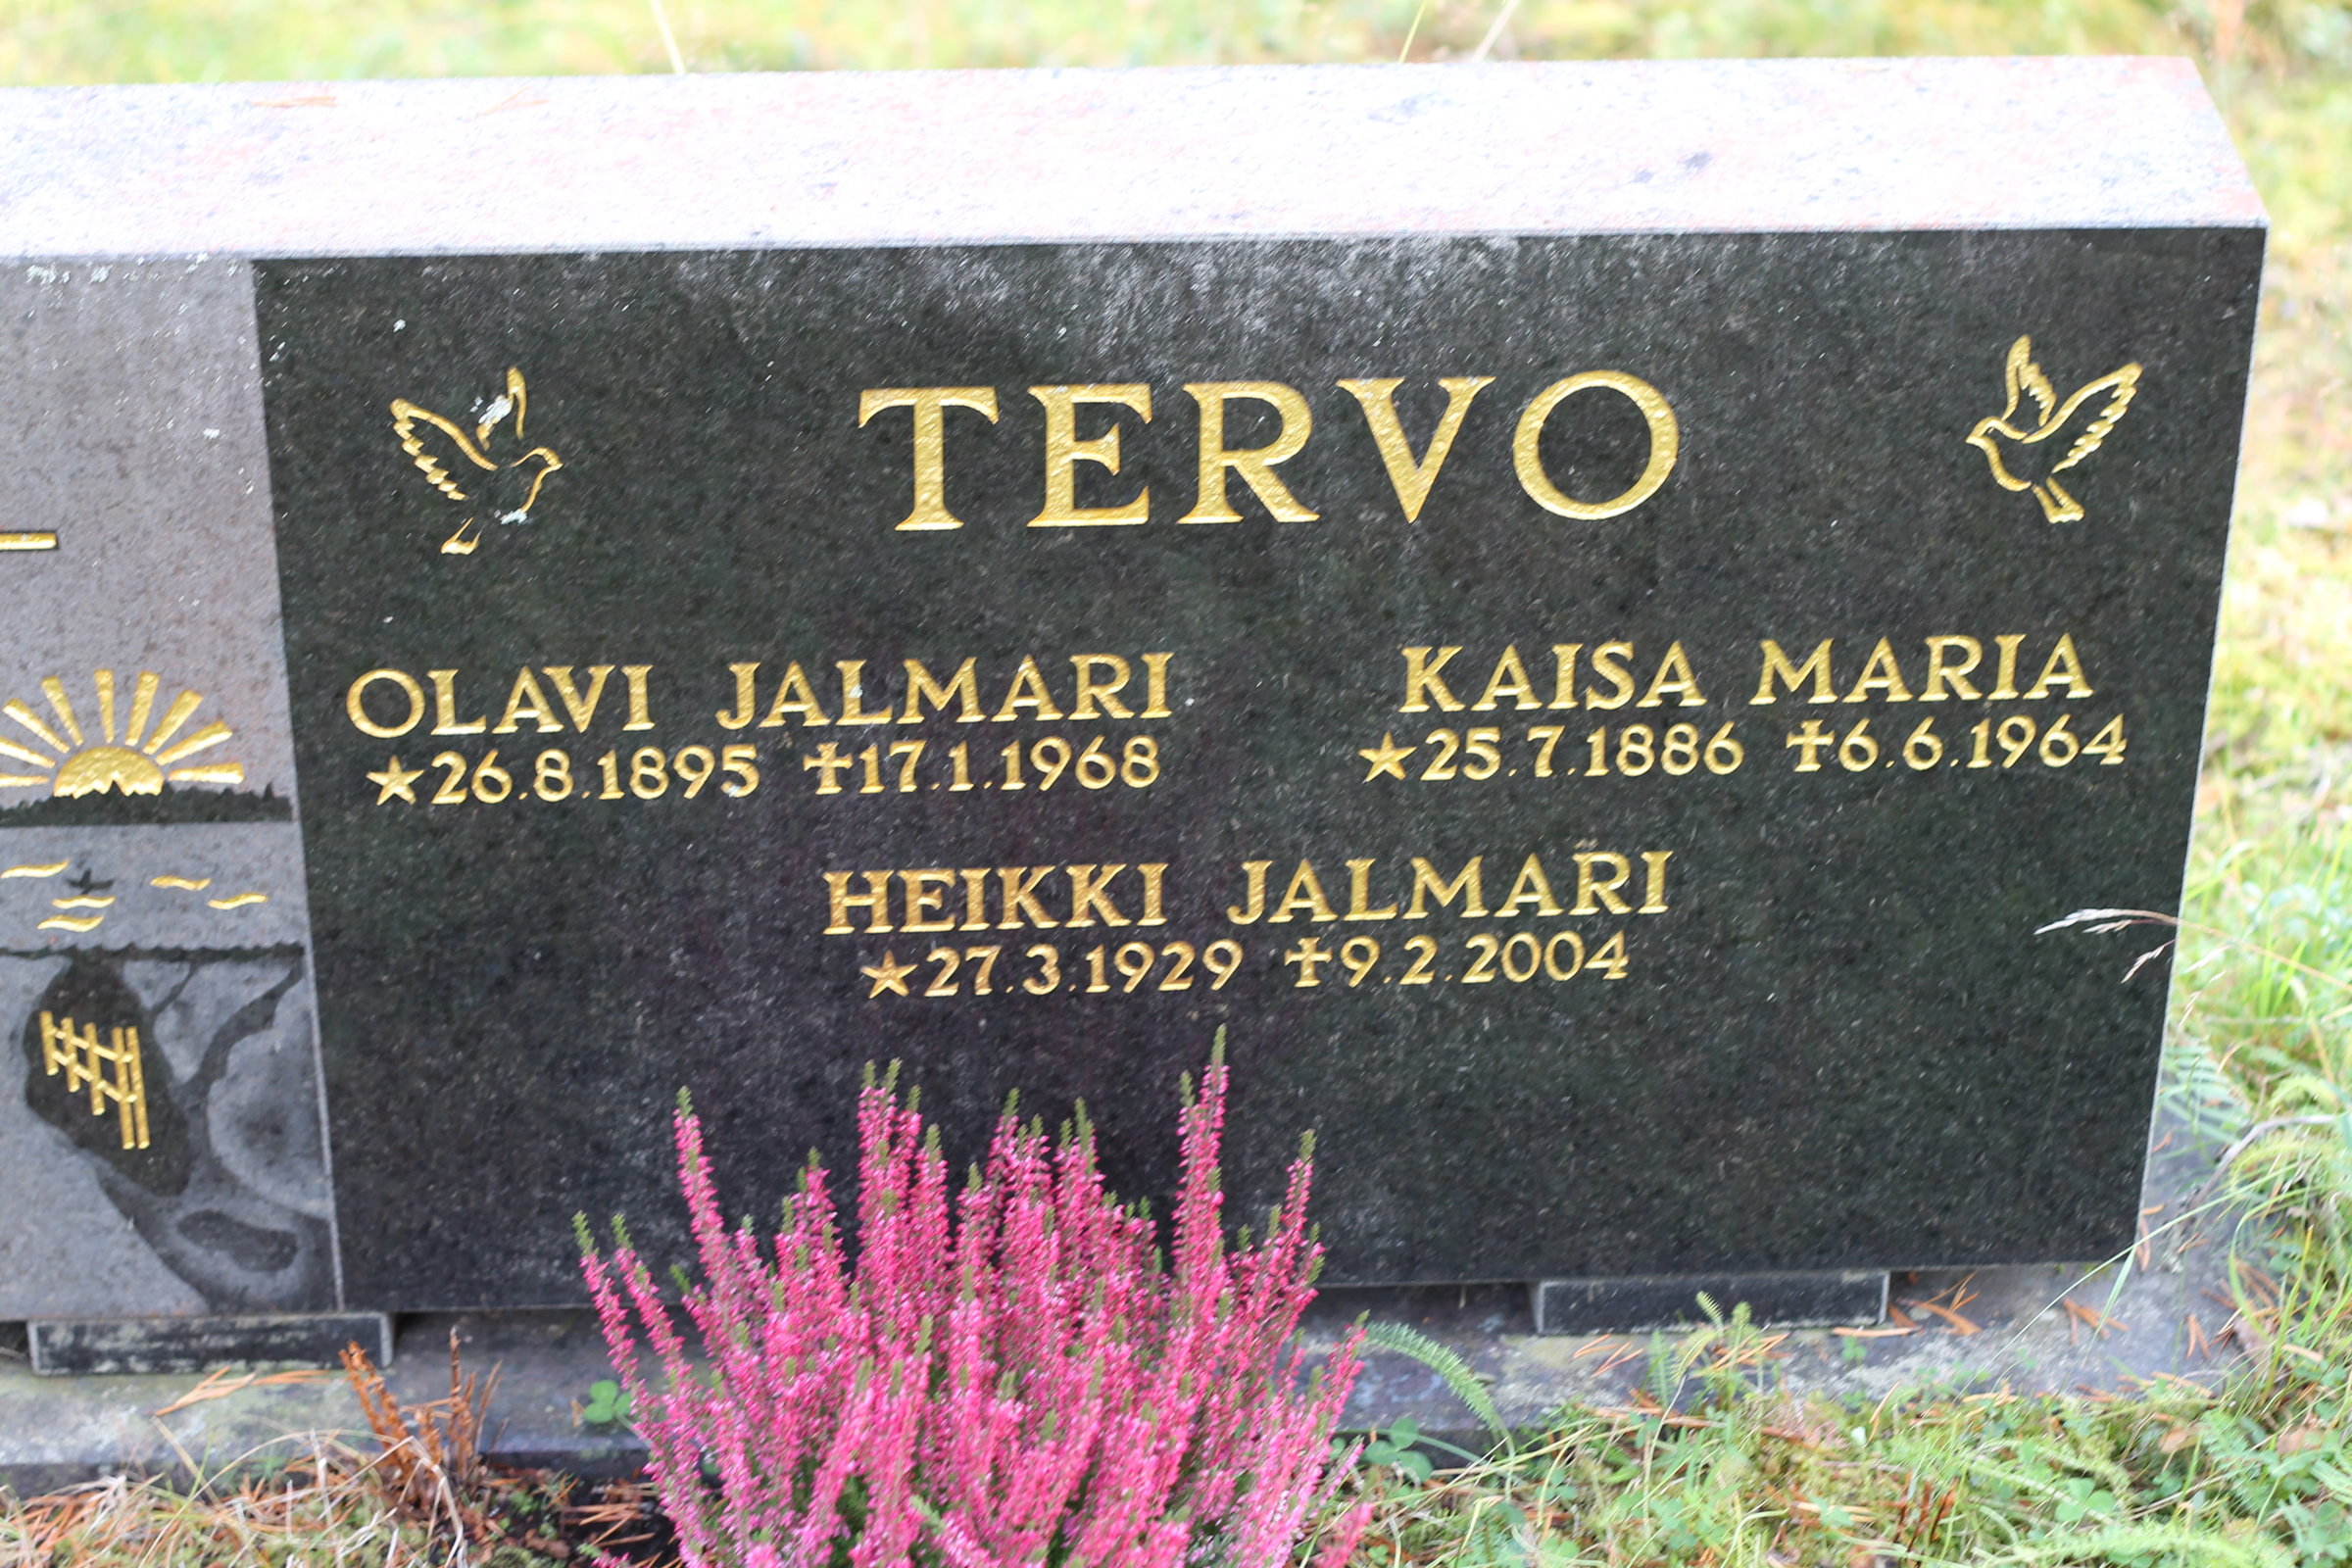 TERVO
OLAVI JALMARI
★26.8.1895 ✝17.1.1968
KAISA MARIA
★25.7.1886 ✝6.6.1964
HEIKKI JALMARI
★27.3.1929 ✝9.2.2004